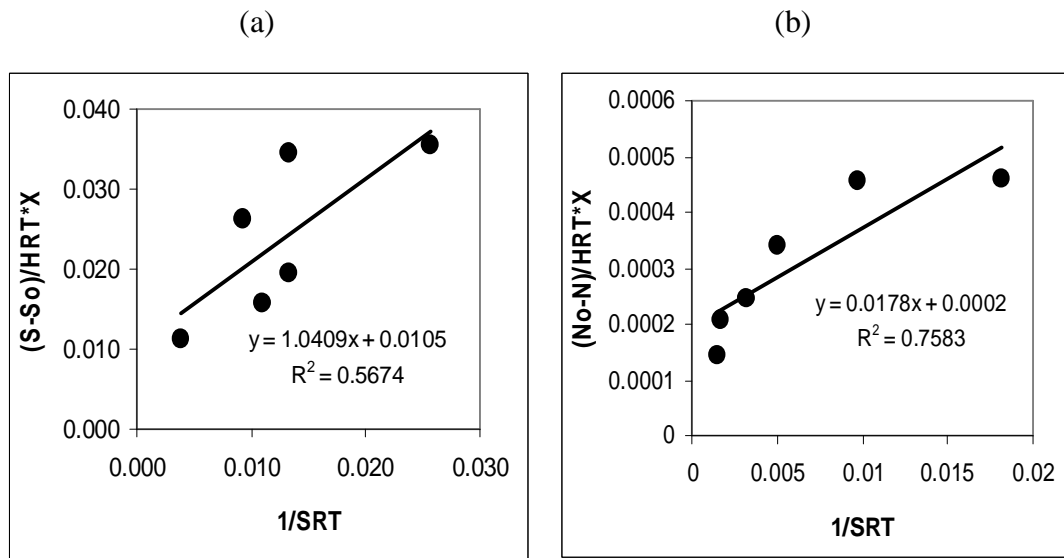 (a)
(b)
(S-So)/HRT*X
0.040
0.030
0.020
0.010
0.000
y = 1.0409x + 0.0105
R² = 0.5674
0.000
0.010
0.020
0.030
1/SRT
(No-N)/HRT*X
0.0006
0.0005
0.0004
0.0003
0.0002
0.0001
0
y = 0.0178x + 0.0002
R² = 0.7583
0
0.005
0.01
0.015
0.02
1/SRT